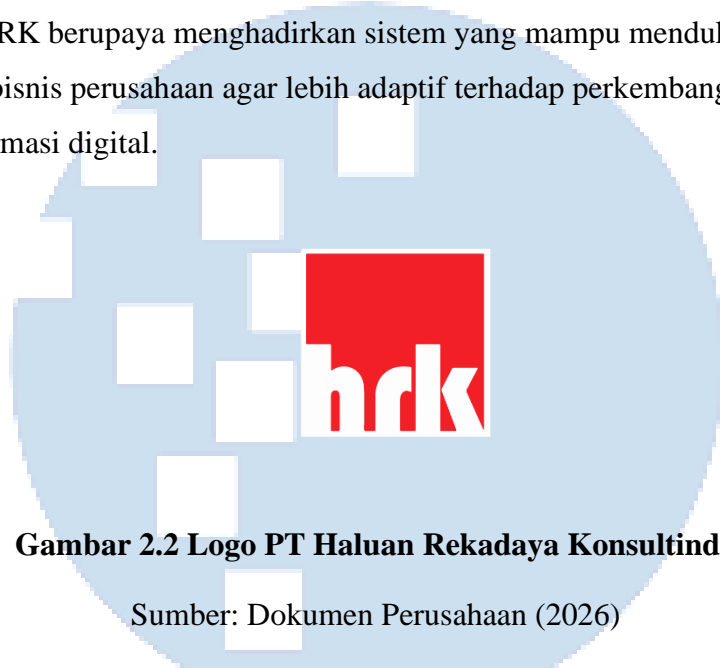 RK berupaya menghadirkan sistem yang mampu menduk
bisnis perusahaan agar lebih adaptif terhadap perkembang
rmasi digital.
hrk
Gambar 2.2 Logo PT Haluan Rekadaya Konsultind
Sumber: Dokumen Perusahaan (2026)